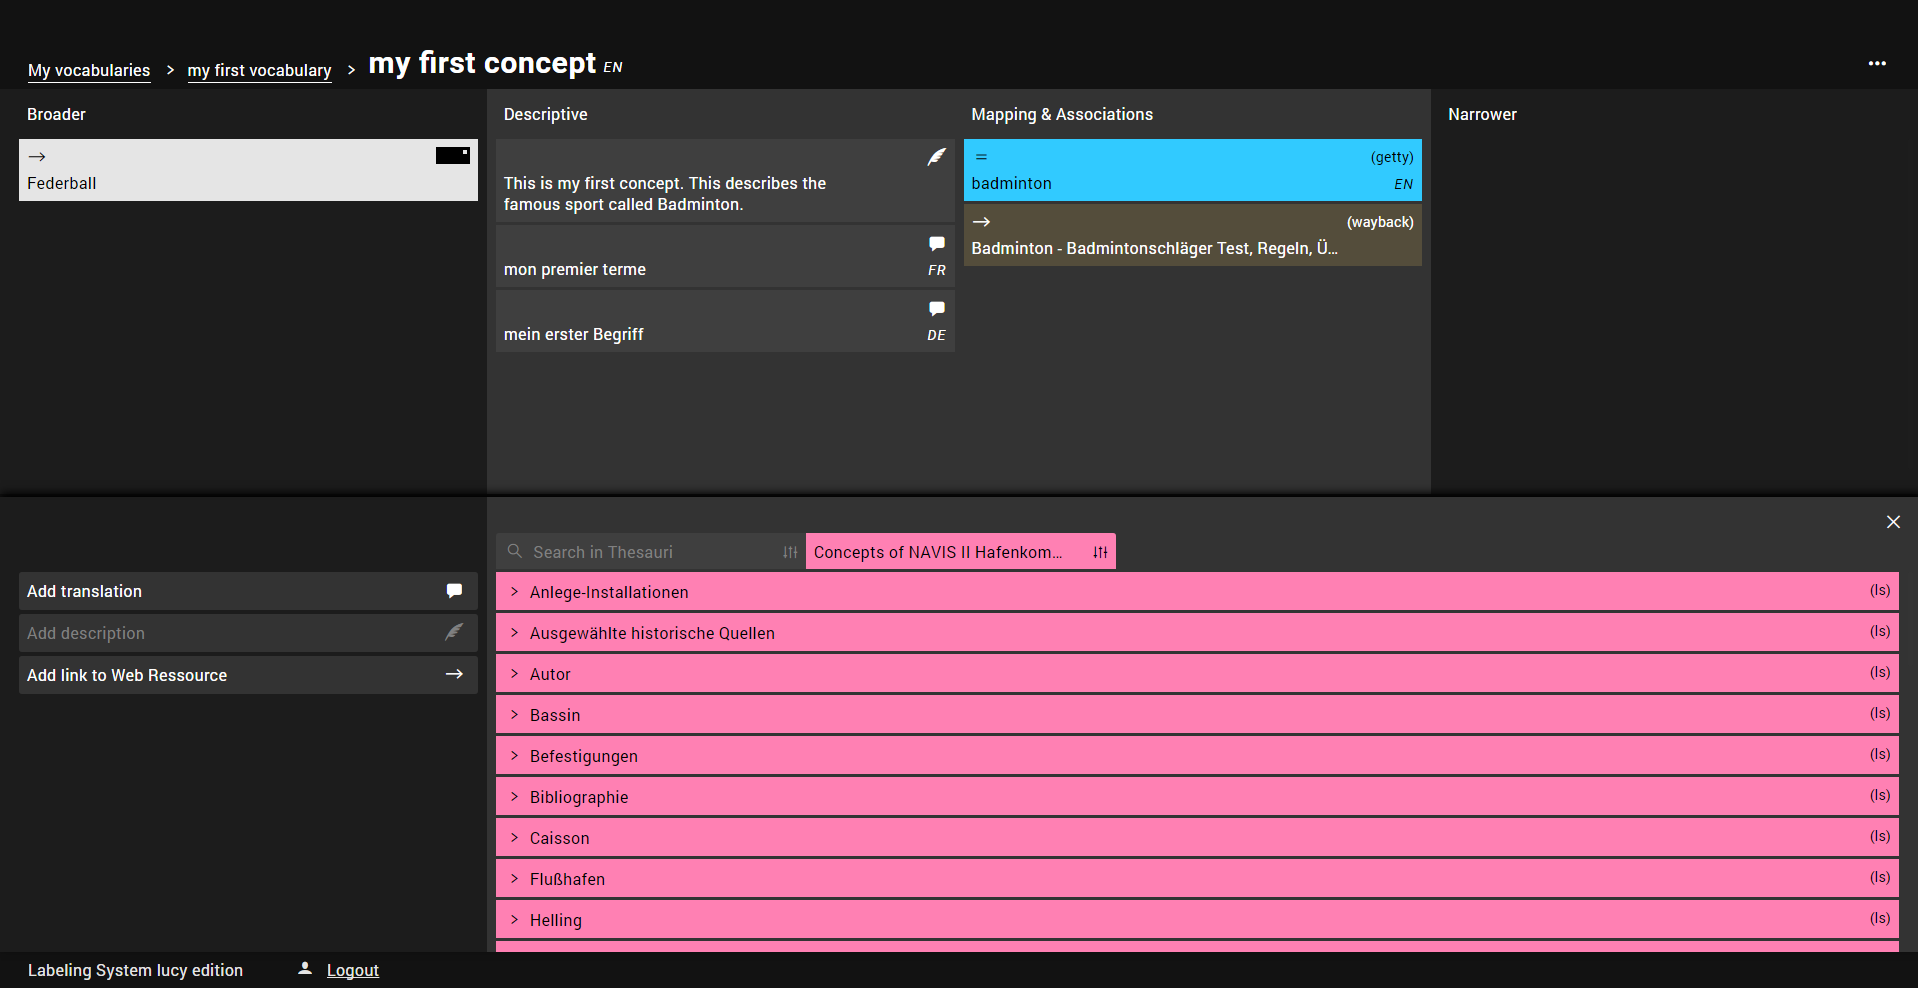 My vocabularies > my first vocabulary > my first concept EN
Broader
→
Federball
Descriptive
This is my first concept. This describes the
famous sport called Badminton.
mon premier terme FR
mein erster Begriff DE
Mapping & Associations
= (getty)
badminton EN
→ (wayback)
Badminton - Badmintonschläger Test, Regeln, Ü...
Narrower
Add translation
Add description
Add link to Web Ressource →
Search in Thesauri
Concepts of NAVIS II Hafenkom...
> Anlege-Installationen (ls)
> Ausgewählte historische Quellen (ls)
> Autor (ls)
> Bassin (ls)
> Befestigungen (ls)
> Bibliographie (ls)
> Caisson (ls)
> Flußhafen (ls)
> Helling (ls)
Labeling System lucy edition
Logout